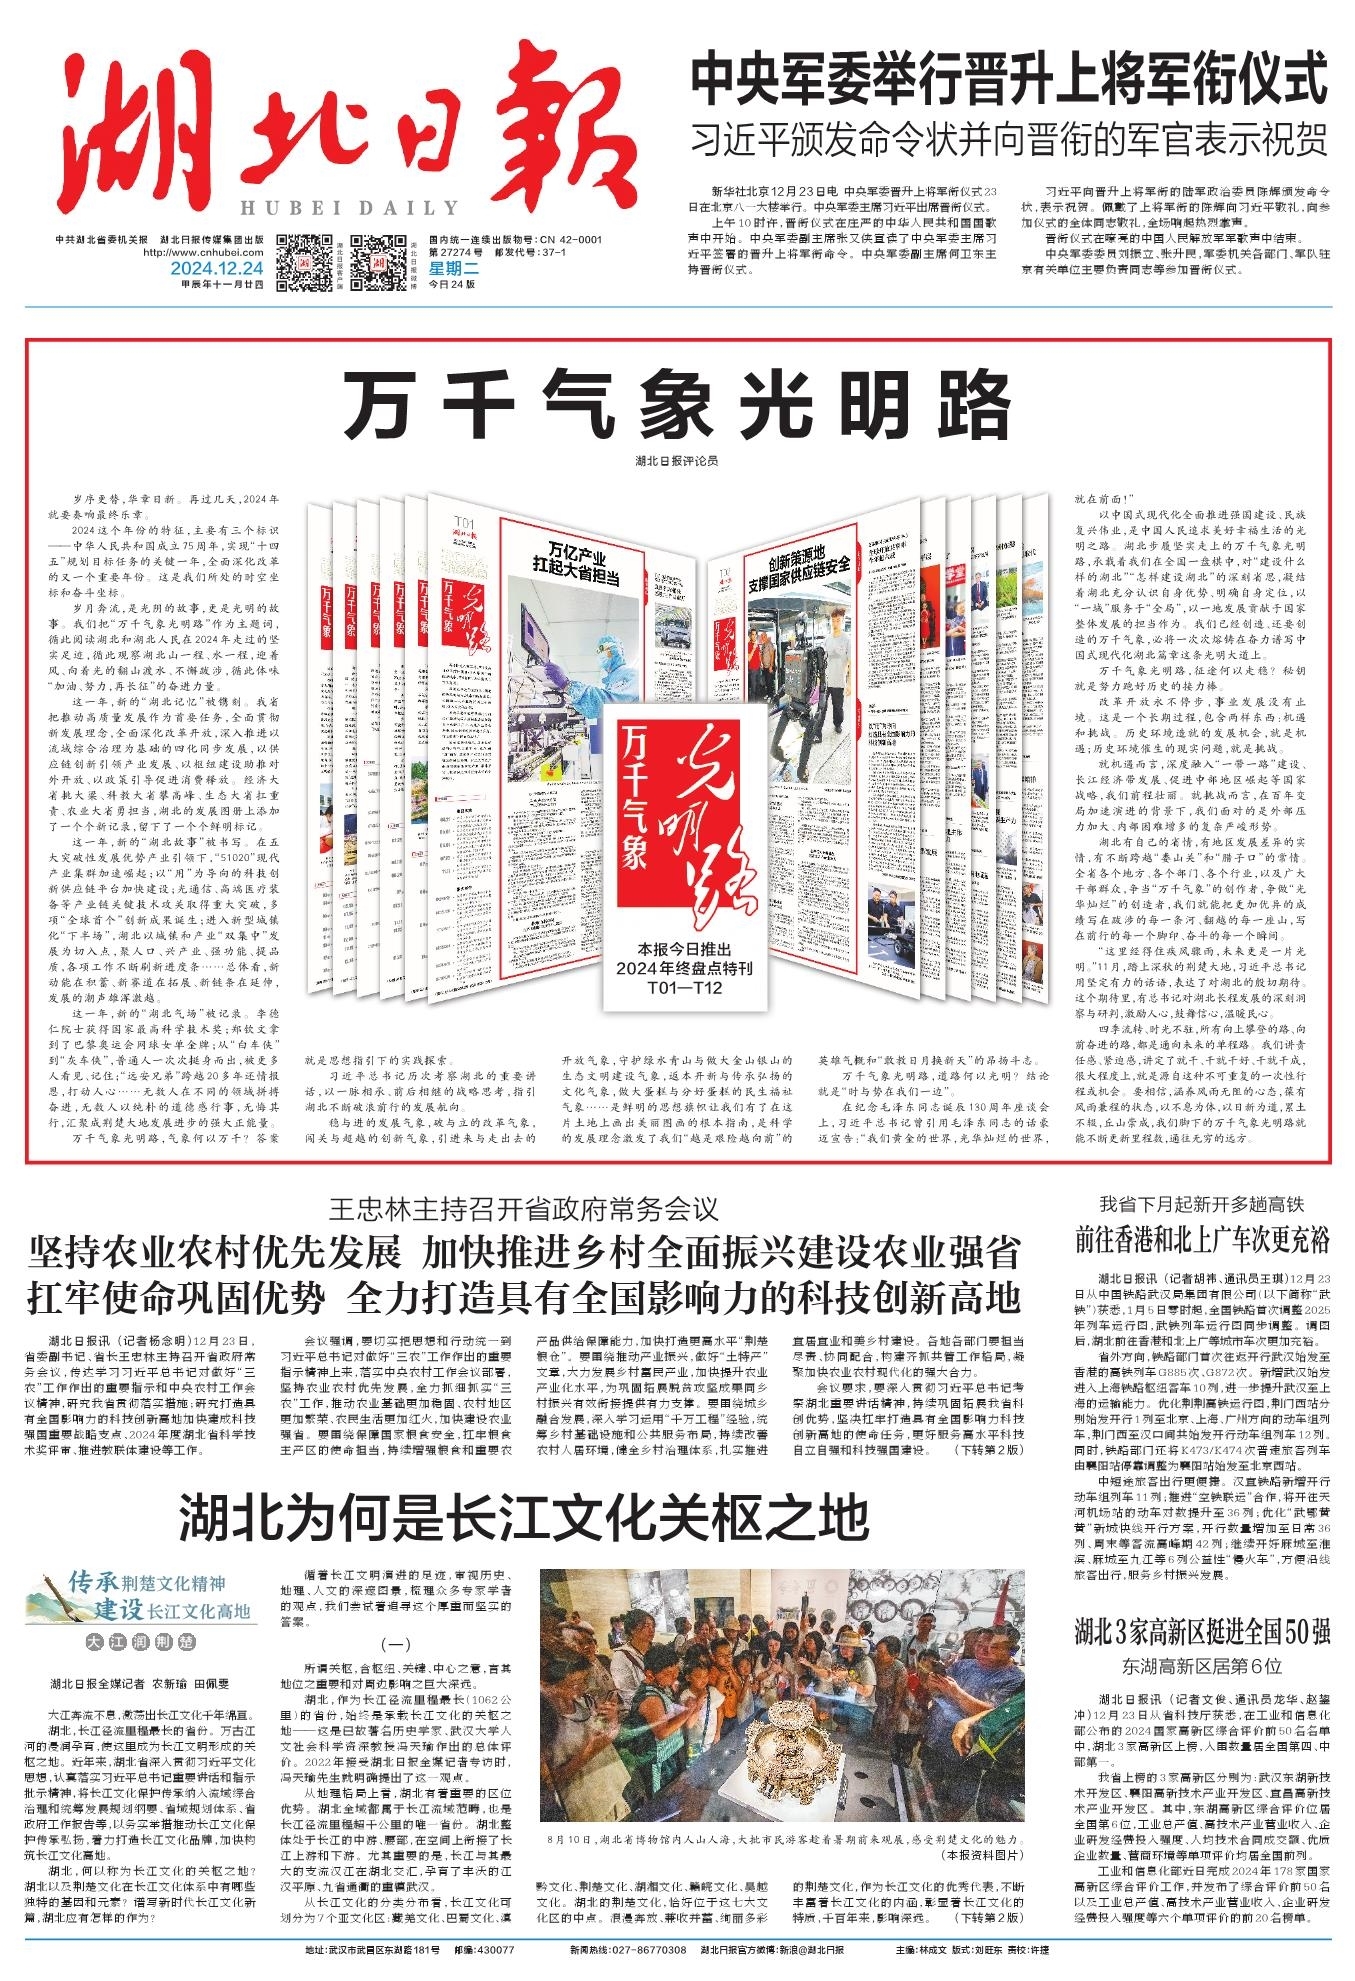 湖北日报
HUBEI DAILY
中共湖北省委机关报 湖北日报传媒集团出版
http://www.cnhubei.com
2024.12.24
甲辰年十一月廿四
湖北日报客户端
湖北日报微博
国内统一连续出版物号：CN 42-0001
第27274号 邮发代号：37-1
星期二
今日24版
中央军委举行晋升上将军衔仪式
习近平颁发命令状并向晋衔的军官表示祝贺
新华社北京12月23日电 中央军委晋升上将军衔仪式23
日在北京八一大楼举行。中央军委主席习近平出席晋衔仪式。
上午10时许，晋衔仪式在庄严的中华人民共和国国歌
声中开始。中央军委副主席张又侠宣读了中央军委主席习
近平签署的晋升上将军衔命令。中央军委副主席何卫东主
持晋衔仪式。
习近平向晋升上将军衔的陆军政治委员陈辉颁发命令
状，表示祝贺。佩戴了上将军衔的陈辉向习近平敬礼，向参
加仪式的全体同志敬礼，全场响起热烈掌声。
晋衔仪式在嘹亮的中国人民解放军军歌声中结束。
中央军委委员刘振立、张升民，军委机关各部门、军队驻
京有关单位主要负责同志等参加晋衔仪式。
万千气象光明路
湖北日报评论员
岁序更替，华章日新。再过几天，2024年
就要奏响最终乐章。
2024这个年份的特征，主要有三个标识
——中华人民共和国成立75周年，实现“十四
五”规划目标任务的关键一年，全面深化改革
的又一个重要年份。这是我们所处的时空坐
标和奋斗坐标。
岁月奔流，是光阴的故事，更是光明的故
事。我们把“万千气象光明路”作为主题词，
循此阅读湖北和湖北人民在2024年走过的坚
实足迹，循此观察湖北山一程、水一程，迎着
风、向着光的翻山渡水、不懈跋涉，循此体味
“加油、努力，再长征”的奋进力量。
这一年，新的“湖北记忆”被镌刻。我省
把推动高质量发展作为首要任务，全面贯彻
新发展理念，全面深化改革开放，深入推进以
流域综合治理为基础的四化同步发展，以供
应链创新引领产业发展、以枢纽建设助推对
外开放、以政策引导促进消费释放。经济大
省挑大梁、科教大省攀高峰、生态大省扛重
责、农业大省勇担当，湖北的发展图册上添加
了一个个新记录，留下了一个个鲜明标记。
这一年，新的“湖北故事”被书写。在五
大突破性发展优势产业引领下，“51020”现代
产业集群加速崛起；以“用”为导向的科技创
新供应链平台加快建设；光通信、高端医疗装
备等产业链关键技术攻关取得重大突破，多
项“全球首个”创新成果诞生；进入新型城镇
化“下半场”，湖北以城镇和产业“双集中”发
展为切入点，聚人口、兴产业、强功能、提品
质，各项工作不断刷新进度条……总体看，新
动能在积蓄、新赛道在拓展、新链条在延伸，
发展的潮声雄浑激越。
这一年，新的“湖北气场”被记录。李德
仁院士获得国家最高科学技术奖；郑钦文拿
到了巴黎奥运会网球女单金牌；从“白车侠”
到“灰车侠”，普通人一次次挺身而出，被更多
人看见、记住；“远安兄弟”跨越20多年还情报
恩，打动人心……无数人在不同的领域拼搏
奋进，无数人以纯朴的道德感行事，无悔其
行，汇聚成荆楚大地发展进步的强大正能量。
万千气象光明路，气象何以万千？答案
T01
万亿产业
扛起大省担当
万千气象
光明路
创新策源地
支撑国家供应链安全
万千气象
光明路
本报今日推出
2024年终盘点特刊
T01—T12
就是思想指引下的实践探索。
习近平总书记历次考察湖北的重要讲
话，以一脉相承、前后相继的战略思考，指引
湖北不断破浪前行的发展航向。
稳与进的发展气象，破与立的改革气象，
闯关与超越的创新气象，引进来与走出去的
开放气象，守护绿水青山与做大金山银山的
生态文明建设气象，返本开新与传承弘扬的
文化气象，做大蛋糕与分好蛋糕的民生福祉
气象……是鲜明的思想旗帜让我们有了在这
片土地上画出美丽图画的根本指南，是科学
的发展理念激发了我们“越是艰险越向前”的
英雄气概和“敢教日月换新天”的昂扬斗志。
万千气象光明路，道路何以光明？结论
就是“时与势在我们一边”。
在纪念毛泽东同志诞辰130周年座谈会
上，习近平总书记曾引用毛泽东同志的话豪
迈宣告：“我们黄金的世界，光华灿烂的世界，
就在前面！”
以中国式现代化全面推进强国建设、民族
复兴伟业，是中国人民追求美好幸福生活的光
明之路。湖北步履坚实走上的万千气象光明
路，承载着我们在全国一盘棋中，对“建设什么
样的湖北”“怎样建设湖北”的深刻省思，凝结
着湖北充分认识自身优势、明确自身定位，以
“一域”服务于“全局”，以一地发展贡献于国家
整体发展的担当作为。我们已经创造、还要创
造的万千气象，必将一次次熔铸在奋力谱写中
国式现代化湖北篇章这条光明大道上。
万千气象光明路，征途何以走稳？秘钥
就是努力跑好历史的接力棒。
改革开放永不停步，事业发展没有止
境。这是一个长期过程，包含两样东西：机遇
和挑战。历史环境造就的发展机会，就是机
遇；历史环境催生的现实问题，就是挑战。
就机遇而言，深度融入“一带一路”建设、
长江经济带发展、促进中部地区崛起等国家
战略，我们前程壮丽。就挑战而言，在百年变
局加速演进的背景下，我们面对的是外部压
力加大、内部困难增多的复杂严峻形势。
湖北有自己的省情，有地区发展差异的实
情，有不断跨越“娄山关”和“腊子口”的常情。
全省各个地方、各个部门、各个行业，以及广大
干部群众，争当“万千气象”的创作者，争做“光
华灿烂”的创造者，我们就能把更加优异的成
绩写在跋涉的每一条河、翻越的每一座山，写
在前行的每一个脚印、奋斗的每一个瞬间。
“这里经得住疾风骤雨，未来更是一片光
明。”11月，踏上深秋的荆楚大地，习近平总书记
用坚定有力的话语，表达了对湖北的殷切期待。
这个期待里，有总书记对湖北长程发展的深刻洞
察与研判，激励人心，鼓舞信心，温暖民心。
四季流转、时光不驻，所有向上攀登的路、向
前奋进的路，都是通向未来的单程路。我们讲责
任感、紧迫感，讲定了就干、干就干好、干就干成，
很大程度上，就是源自这种不可重复的一次性行
程或机会。要相信，涵养风雨无阻的心态，葆有
风雨兼程的状态，以不息为体，以日新为道，累土
不辍，丘山崇成，我们脚下的万千气象光明路就
能不断更新里程数，通往无穷的远方。
王忠林主持召开省政府常务会议
坚持农业农村优先发展 加快推进乡村全面振兴建设农业强省
扛牢使命巩固优势 全力打造具有全国影响力的科技创新高地
湖北日报讯（记者杨念明）12月23日，
省委副书记、省长王忠林主持召开省政府常
务会议，传达学习习近平总书记对做好“三
农”工作作出的重要指示和中央农村工作会
议精神，研究我省贯彻落实措施；研究打造具
有全国影响力的科技创新高地加快建成科技
强国重要战略支点、2024年度湖北省科学技
术奖评审、推进教联体建设等工作。
会议强调，要切实把思想和行动统一到
习近平总书记对做好“三农”工作作出的重要
指示精神上来，落实中央农村工作会议部署，
坚持农业农村优先发展，全力抓细抓实“三
农”工作，推动农业基础更加稳固、农村地区
更加繁荣、农民生活更加红火，加快建设农业
强省。要围绕保障国家粮食安全，扛牢粮食
主产区的使命担当，持续增强粮食和重要农
产品供给保障能力，加快打造更高水平“荆楚
粮仓”。要围绕推动产业振兴，做好“土特产”
文章，大力发展乡村富民产业，加快提升农业
产业化水平，为巩固拓展脱贫攻坚成果同乡
村振兴有效衔接提供有力支撑。要围绕城乡
融合发展，深入学习运用“千万工程”经验，统
筹乡村基础设施和公共服务布局，持续改善
农村人居环境，健全乡村治理体系，扎实推进
宜居宜业和美乡村建设。各地各部门要担当
尽责、协同配合，构建齐抓共管工作格局，凝
聚加快农业农村现代化的强大合力。
会议要求，要深入贯彻习近平总书记考
察湖北重要讲话精神，持续巩固拓展我省科
创优势，坚决扛牢打造具有全国影响力科技
创新高地的使命任务，更好服务高水平科技
自立自强和科技强国建设。 （下转第2版）
我省下月起新开多趟高铁
前往香港和北上广车次更充裕
湖北日报讯（记者胡祎、通讯员王琪）12月23
日从中国铁路武汉局集团有限公司（以下简称“武
铁”）获悉，1月5日零时起，全国铁路首次调整2025
年列车运行图，武铁列车运行图同步调整。调图
后，湖北前往香港和北上广等城市车次更加充裕。
省外方向，铁路部门首次往返开行武汉始发至
香港的高铁列车G885次、G872次。新增武汉始发
进入上海铁路枢纽客车10列，进一步提升武汉至上
海的运输能力。优化荆荆高铁运行图，荆门西站分
别始发开行1列至北京、上海、广州方向的动车组列
车，荆门西至汉口间共始发开行动车组列车12列。
同时，铁路部门还将K473/K474次普速旅客列车
由襄阳站停靠调整为襄阳站始发至北京西站。
中短途旅客出行更便捷。汉宜铁路新增开行
动车组列车11列；推进“空铁联运”合作，将开往天
河机场站的动车对数提升至36列；优化“武鄂黄
黄”新城快线开行方案，开行数量增加至日常36
列、周末等客流高峰期42列；继续开好麻城至淮
滨、麻城至九江等6列公益性“慢火车”，方便沿线
旅客出行，服务乡村振兴发展。
湖北3家高新区挺进全国50强
东湖高新区居第6位
湖北日报讯（记者文俊、通讯员龙华、赵鋆
冲）12月23日从省科技厅获悉，在工业和信息化
部公布的2024国家高新区综合评价前50名名单
中，湖北3家高新区上榜，入围数量居全国第四、中
部第一。
我省上榜的3家高新区分别为：武汉东湖新技
术开发区、襄阳高新技术产业开发区、宜昌高新技
术产业开发区。其中，东湖高新区综合评价位居
全国第6位，工业总产值、高技术产业营业收入、企
业研发经费投入强度、人均技术合同成交额、优质
企业数量、营商环境等单项评价均居全国前列。
工业和信息化部近日完成2024年178家国家
高新区综合评价工作，并发布了综合评价前50名
以及工业总产值、高技术产业营业收入、企业研发
经费投入强度等六个单项评价的前20名榜单。
湖北为何是长江文化关枢之地
传承荆楚文化精神
建设长江文化高地
大江润荆楚
湖北日报全媒记者 农新瑜 田佩雯
大江奔流不息，激荡出长江文化千年绵亘。
湖北，长江径流里程最长的省份。万古江
河的浸润孕育，使这里成为长江文明形成的关
枢之地。近年来，湖北省深入贯彻习近平文化
思想，认真落实习近平总书记重要讲话和指示
批示精神，将长江文化保护传承纳入流域综合
治理和统筹发展规划纲要、省域规划体系、省
政府工作报告等，以务实举措推动长江文化保
护传承弘扬，着力打造长江文化品牌，加快构
筑长江文化高地。
湖北，何以称为长江文化的关枢之地？
湖北以及荆楚文化在长江文化体系中有哪些
独特的基因和元素？谱写新时代长江文化新
篇，湖北应有怎样的作为？
循着长江文明演进的足迹，审视历史、
地理、人文的深邃图景，梳理众多专家学者
的观点，我们尝试着追寻这个厚重而坚实的
答案。
（一）
所谓关枢，含枢纽、关键、中心之意，言其
地位之重要和对周边影响之巨大深远。
湖北，作为长江径流里程最长（1062公
里）的省份，始终是承载长江文化的关枢之
地——这是已故著名历史学家、武汉大学人
文社会科学资深教授冯天瑜作出的总体评
价。2022年接受湖北日报全媒记者专访时，
冯天瑜先生就明确提出了这一观点。
从地理格局上看，湖北有着重要的区位
优势。湖北全域都属于长江流域范畴，也是
长江径流里程超千公里的唯一省份。湖北整
体处于长江的中游、腰部，在空间上衔接了长
江上游和下游。尤其重要的是，长江与其最
大的支流汉江在湖北交汇，孕育了丰沃的江
汉平原、九省通衢的重镇武汉。
从长江文化的分类分布看，长江文化可
划分为7个亚文化区：藏羌文化、巴蜀文化、滇
8月10日，湖北省博物馆内人山人海，大批市民游客趁着暑期前来观展，感受荆楚文化的魅力。
（本报资料图片）
黔文化、荆楚文化、湖湘文化、赣皖文化、吴越
文化。湖北的荆楚文化，恰好位于这七大文
化区的中点。浪漫奔放、兼收并蓄、绚丽多彩
的荆楚文化，作为长江文化的优秀代表，不断
丰富着长江文化的内涵，彰显着长江文化的
特质，千百年来，影响深远。 （下转第2版）
地址：武汉市武昌区东湖路181号 邮编：430077 新闻热线：027-86770308 湖北日报官方微博：新浪@湖北日报 主编：林成文 版式：刘旺东 责校：许捷